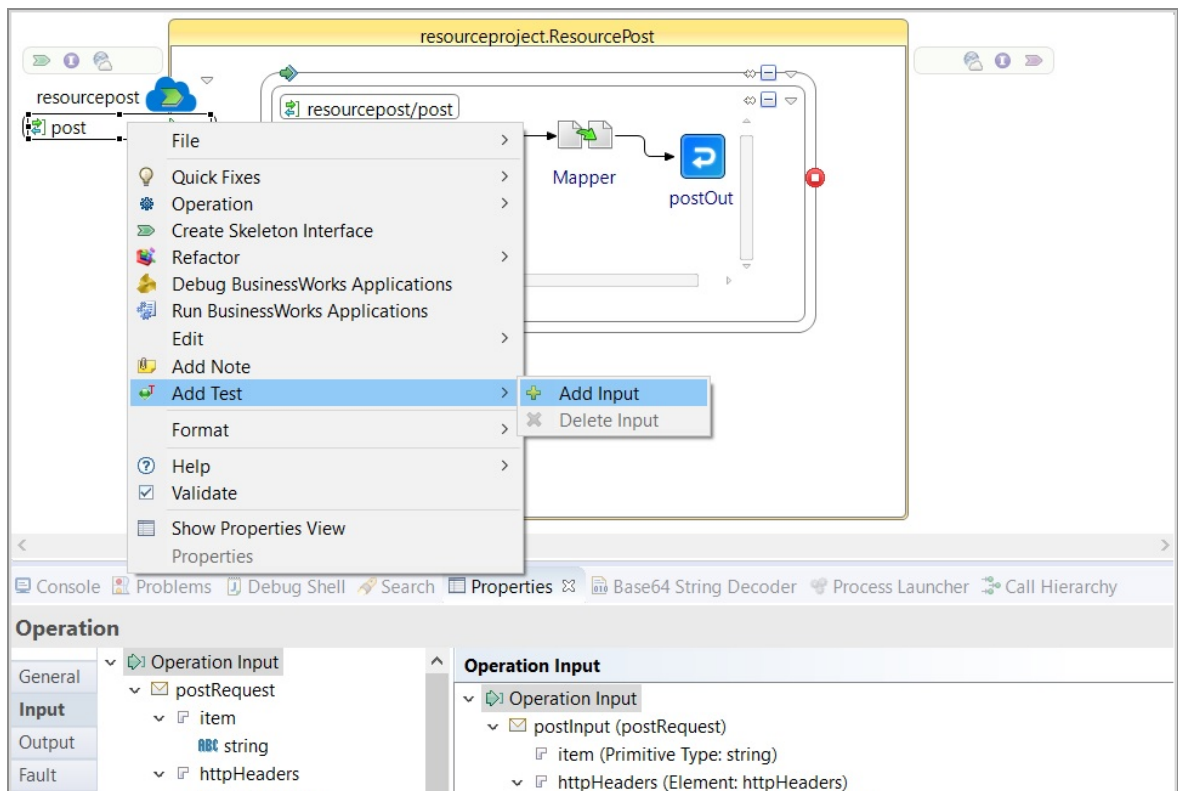 resourceproject.ResourcePost
resourcepost
post
resourcepost/post
Mapper
postOut
File
Quick Fixes
Operation
Create Skeleton Interface
Refactor
Debug BusinessWorks Applications
Run BusinessWorks Applications
Edit
Add Note
Add Test
Add Input
Delete Input
Format
Help
Validate
Show Properties View
Properties
Console Problems Debug Shell Search Properties Base64 String Decoder Process Launcher Call Hierarchy
Operation
General
Input
Output
Fault
Operation Input
postRequest
item
ABC string
httpHeaders
Operation Input
Operation Input
postInput (postRequest)
item (Primitive Type: string)
httpHeaders (Element: httpHeaders)